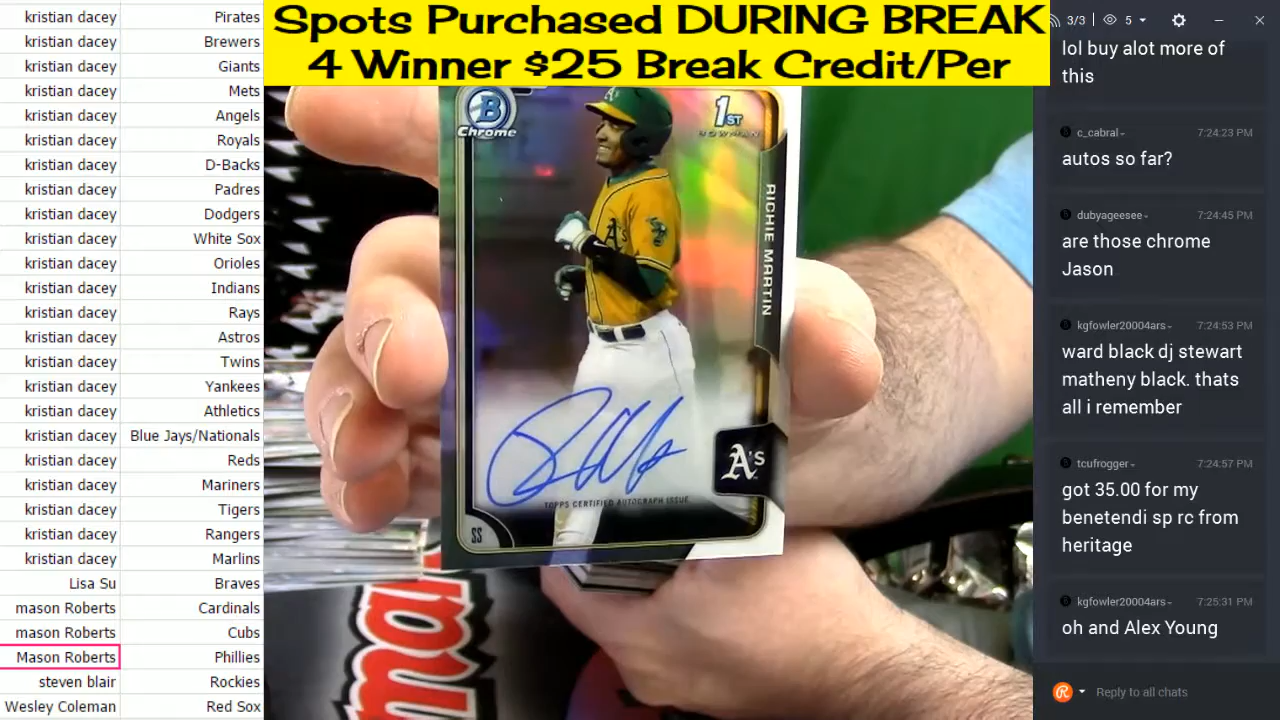 Spots Purchased DURING BREAK
4 Winner $25 Break Credit/Per
kristian dacey Pirates
kristian dacey Brewers
kristian dacey Giants
kristian dacey Mets
kristian dacey Angels
kristian dacey Royals
kristian dacey D-Backs
kristian dacey Padres
kristian dacey Dodgers
kristian dacey White Sox
kristian dacey Orioles
kristian dacey Indians
kristian dacey Rays
kristian dacey Astros
kristian dacey Twins
kristian dacey Yankees
kristian dacey Athletics
kristian dacey Blue Jays/Nationals
kristian dacey Reds
kristian dacey Mariners
kristian dacey Tigers
kristian dacey Rangers
kristian dacey Marlins
Lisa Su Braves
mason Roberts Cardinals
mason Roberts Cubs
Mason Roberts Phillies
steven blair Rockies
Wesley Coleman Red Sox
B
Chrome
1ST
BOWMAN
A's
A's
RICHIE MARTIN
A's
TOPPS CERTIFIED AUTOGRAPH ISSUE
SS
3/3 5
lol buy alot more of
this
c_cabral 7:24:23 PM
autos so far?
dubyageesee 7:24:45 PM
are those chrome
Jason
kgfowler20004ars 7:24:53 PM
ward black dj stewart
matheny black. thats
all i remember
tcufrogger 7:24:57 PM
got 35.00 for my
benetendi sp rc from
heritage
kgfowler20004ars 7:25:31 PM
oh and Alex Young
Reply to all chats